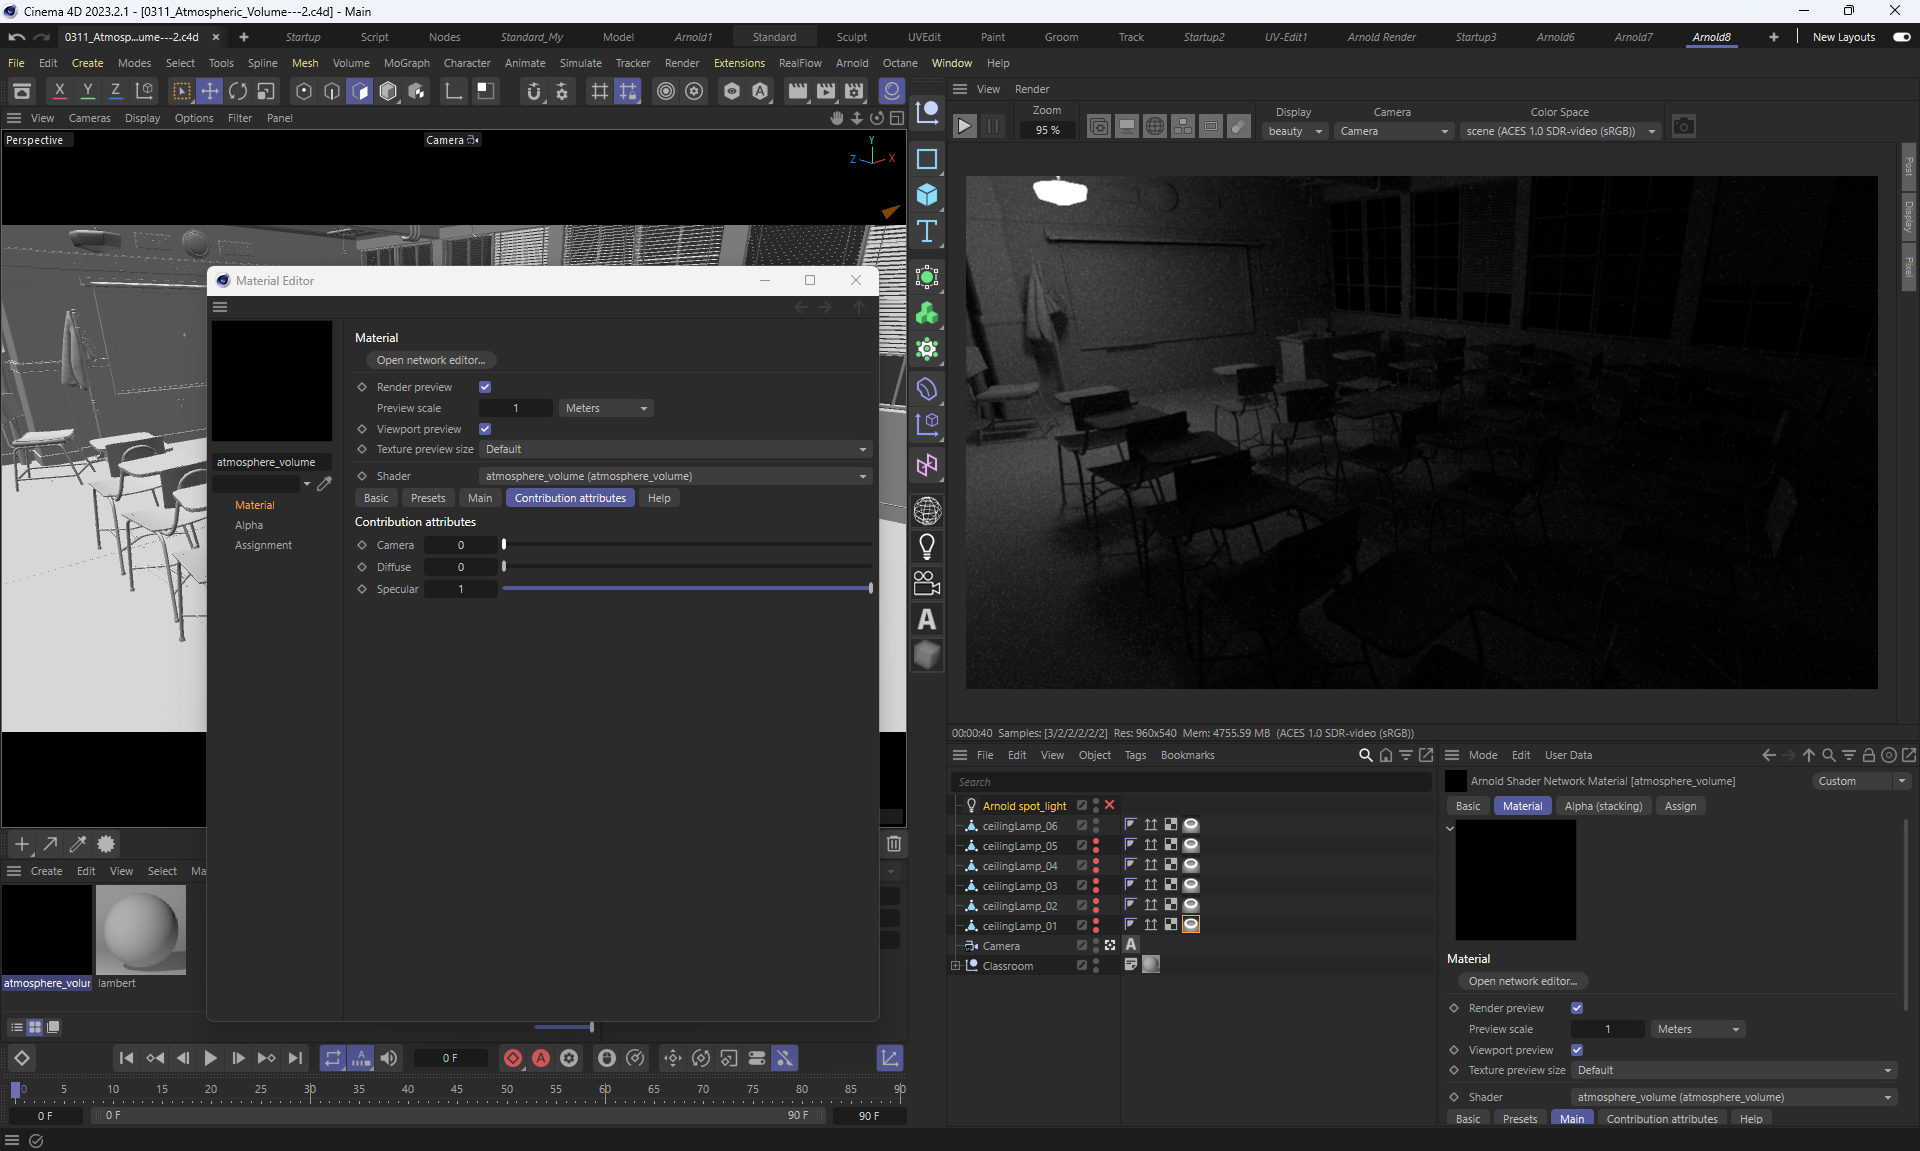 Cinema 4D 2023.2.1 - [0311_Atmospheric_Volume---2.c4d] - Main
0311_Atmosp...ume---2.c4d
Startup
Script
Nodes
Standard_My
Model
Arnold1
Standard
Sculpt
UVEdit
Paint
Groom
Track
Startup2
UV-Edit1
Arnold Render
Startup3
Arnold6
Arnold7
Arnold8
New Layouts
File Edit Create Modes Select Tools Spline Mesh Volume MoGraph Character Animate Simulate Tracker Render Extensions RealFlow Arnold Octane Window Help
X Y Z
View Cameras Display Options Filter Panel
Perspective
Camera
Y
Z
X
View Render
Zoom
95 %
Display
beauty
Camera
Camera
Color Space
scene (ACES 1.0 SDR-video (sRGB))
Post
Display
Pixel
Material Editor
atmosphere_volume
Material
Alpha
Assignment
Material
Open network editor...
Render preview
Preview scale 1 Meters
Viewport preview
Texture preview size Default
Shader atmosphere_volume (atmosphere_volume)
Basic Presets Main Contribution attributes Help
Contribution attributes
Camera 0
Diffuse 0
Specular 1
00:00:40 Samples: [3/2/2/2/2/2] Res: 960x540 Mem: 4755.59 MB (ACES 1.0 SDR-video (sRGB))
File Edit View Object Tags Bookmarks
Search
Arnold spot_light
ceilingLamp_06
ceilingLamp_05
ceilingLamp_04
ceilingLamp_03
ceilingLamp_02
ceilingLamp_01
Camera
Classroom
Mode Edit User Data
Arnold Shader Network Material [atmosphere_volume]
Custom
Basic Material Alpha (stacking) Assign
Material
Open network editor...
Render preview
Preview scale 1 Meters
Viewport preview
Texture preview size Default
Shader atmosphere_volume (atmosphere_volume)
Basic Presets Main Contribution attributes Help
Create Edit View Select Ma
atmosphere_volur
lambert
0 F
0 5 10 15 20 25 30 35 40 45 50 55 60 65 70 75 80 85 90
0 F
0 F
90 F
90 F